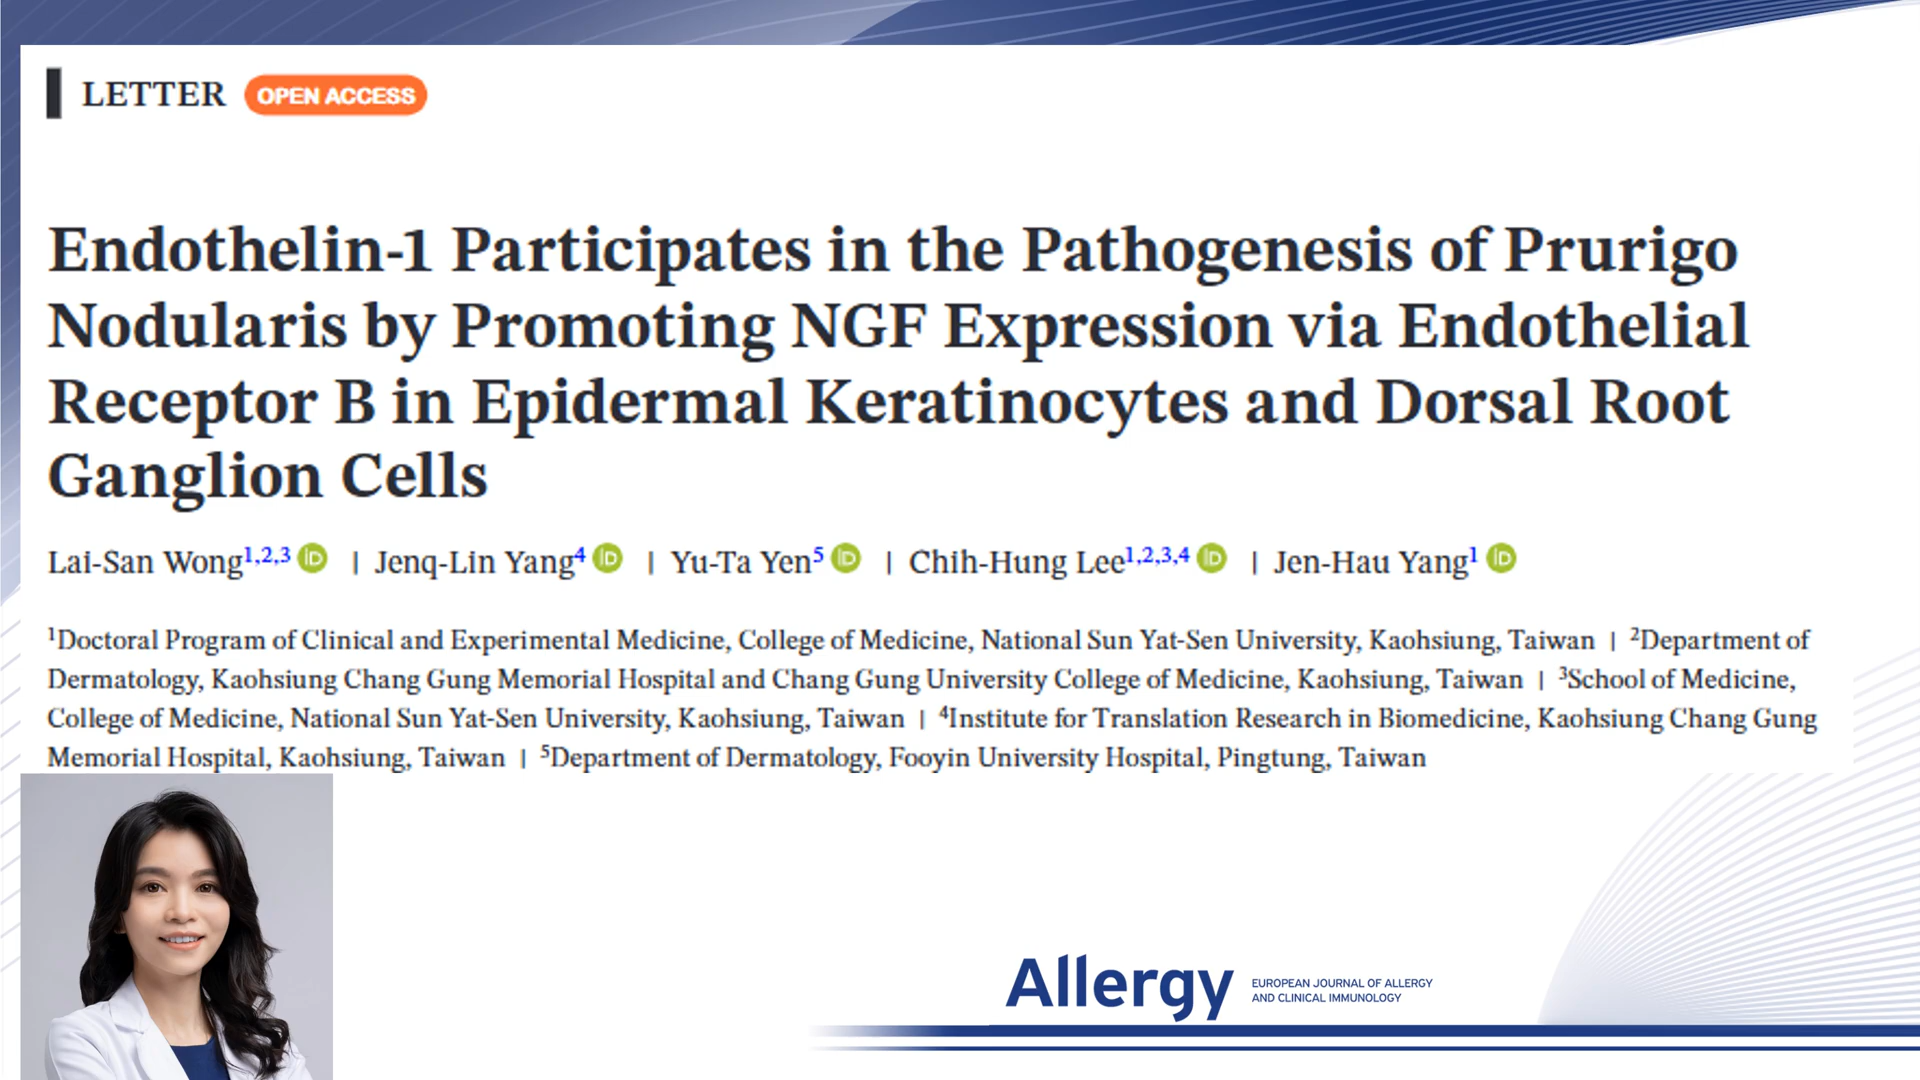 LETTER OPEN ACCESS
Endothelin-1 Participates in the Pathogenesis of Prurigo
Nodularis by Promoting NGF Expression via Endothelial
Receptor B in Epidermal Keratinocytes and Dorsal Root
Ganglion Cells
Lai-San Wong1,2,3 iD | Jenq-Lin Yang4 iD | Yu-Ta Yen5 iD | Chih-Hung Lee1,2,3,4 iD | Jen-Hau Yang1 iD
1Doctoral Program of Clinical and Experimental Medicine, College of Medicine, National Sun Yat-Sen University, Kaohsiung, Taiwan | 2Department of
Dermatology, Kaohsiung Chang Gung Memorial Hospital and Chang Gung University College of Medicine, Kaohsiung, Taiwan | 3School of Medicine,
College of Medicine, National Sun Yat-Sen University, Kaohsiung, Taiwan | 4Institute for Translation Research in Biomedicine, Kaohsiung Chang Gung
Memorial Hospital, Kaohsiung, Taiwan | 5Department of Dermatology, Fooyin University Hospital, Pingtung, Taiwan
Allergy
EUROPEAN JOURNAL OF ALLERGY
AND CLINICAL IMMUNOLOGY